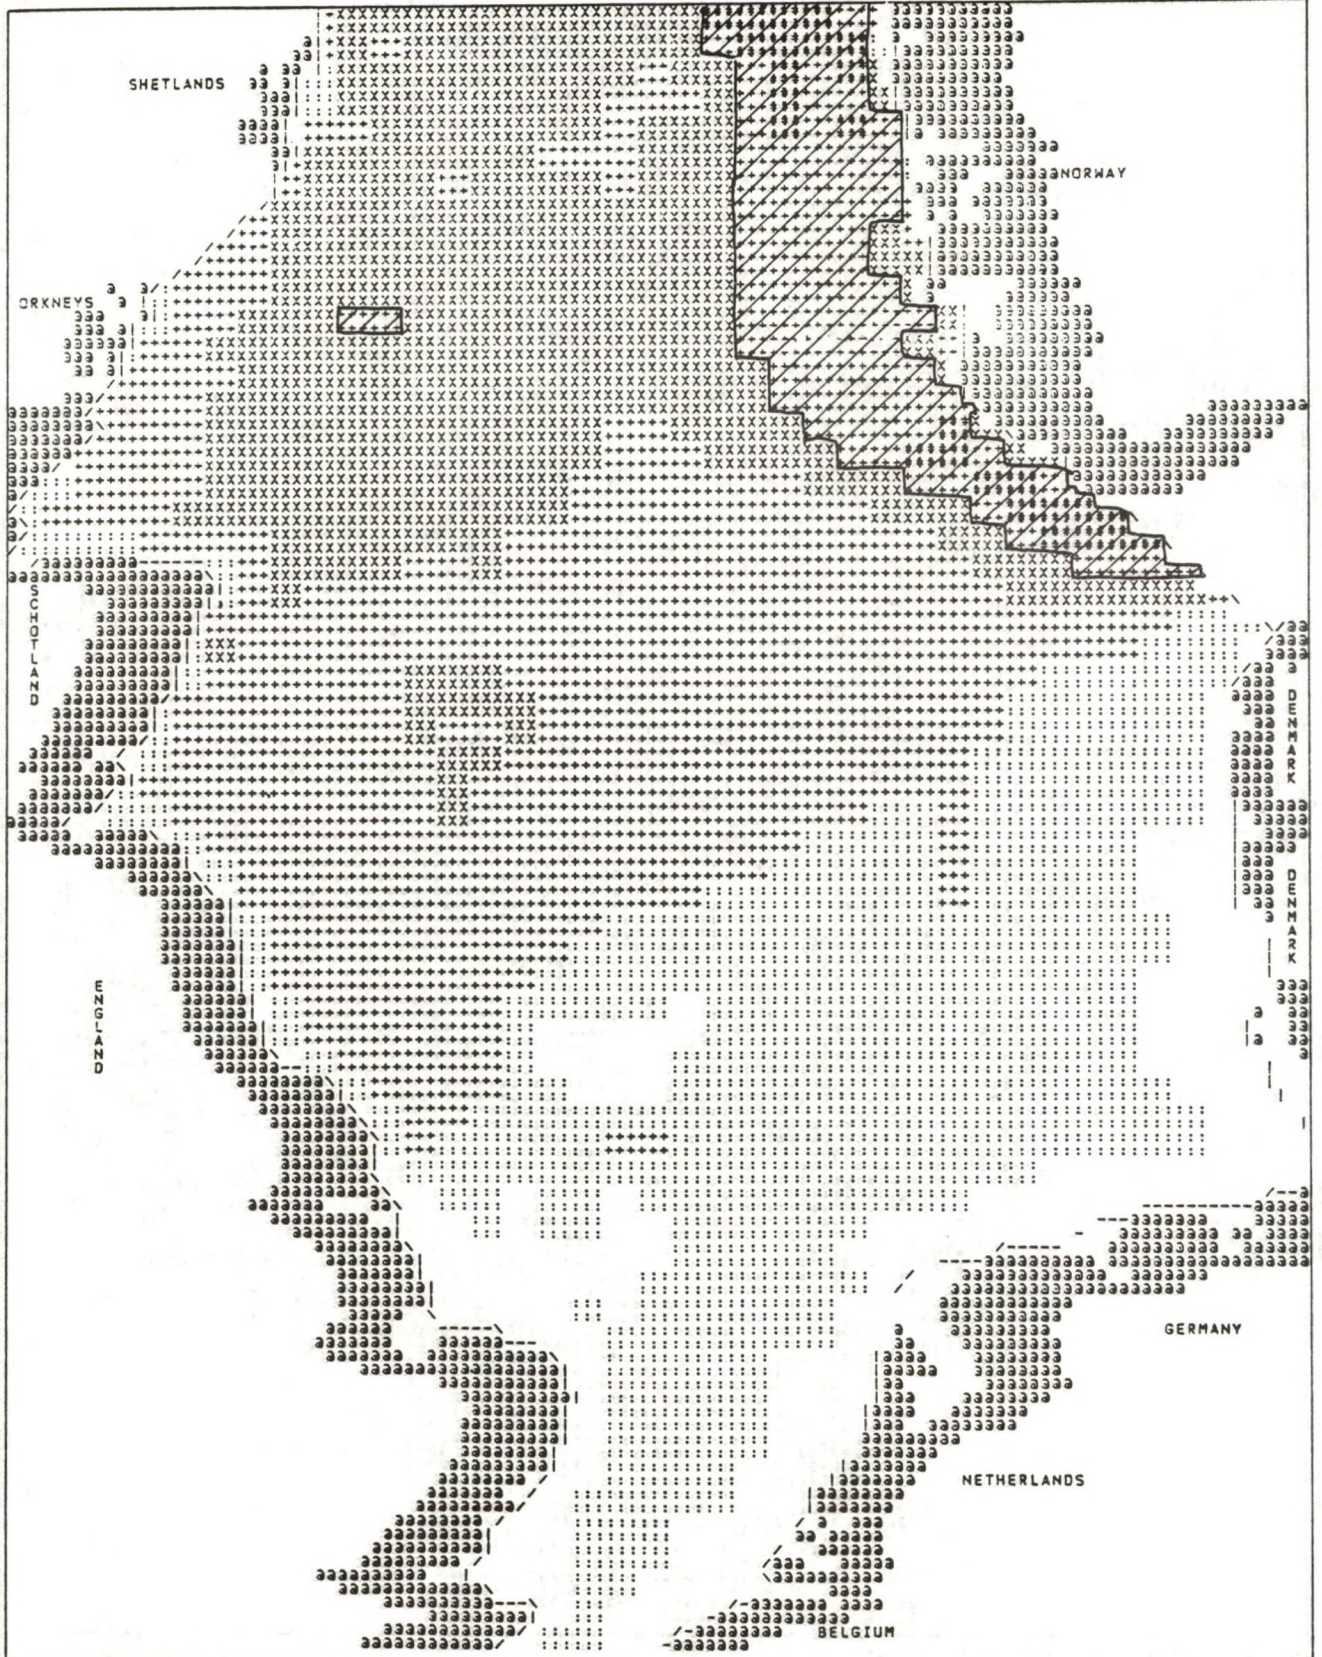 SHETLANDS
NORWAY
ORKNEYS
SCHOTLAND
DENMARK
DENMARK
ENGLAND
GERMANY
NETHERLANDS
BELGIUM